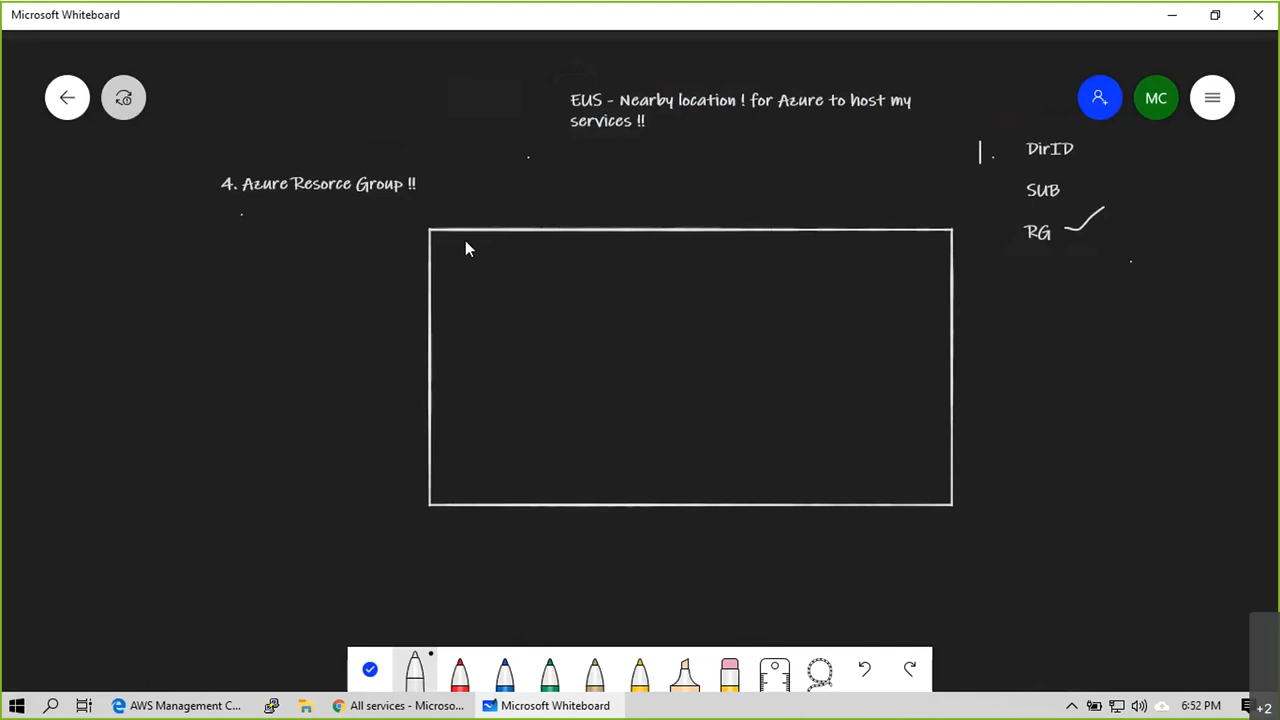 Microsoft Whiteboard
EUS - Nearby location ! for Azure to host my
services !!
MC
DirID
4. Azure Resorce Group !!
SUB
RG
AWS Management C...
All services - Microso...
Microsoft Whiteboard
6:52 PM
+2